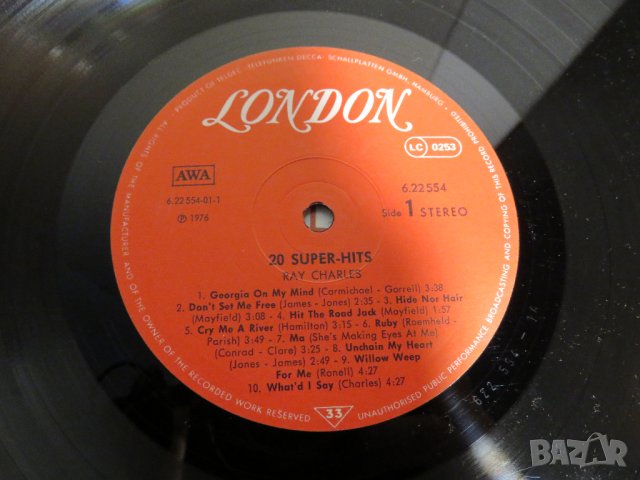 PRODUCT OF TELDEC »TELEFUNKEN-DECCA« SCHALLPLATTEN GMBH, HAMBURG
LONDON
LC 0253
AWA
6.22554-01-1
℗ 1976
6.22554
Side 1 STEREO
20 SUPER-HITS
RAY CHARLES
1. Georgia On My Mind (Carmichael - Gorrell) 3:38
2. Don't Set Me Free (James - Jones) 2:35 - 3. Hide Nor Hair
(Mayfield) 3:08 - 4. Hit The Road Jack (Mayfield) 1:57
5. Cry Me A River (Hamilton) 3:15 - 6. Ruby (Roemheld -
Parish) 3:49 - 7. Ma (She's Making Eyes At Me)
(Conrad - Clare) 3:25 - 8. Unchain My Heart
(Jones - James) 2:49 - 9. Willow Weep
For Me (Ronell) 4:27
10. What'd I Say (Charles) 4:27
33
ALL RIGHTS OF THE MANUFACTURER AND OF THE OWNER OF THE RECORDED WORK RESERVED
UNAUTHORISED PUBLIC PERFORMANCE BROADCASTING AND COPYING OF THIS RECORD PROHIBITED
BAZAR